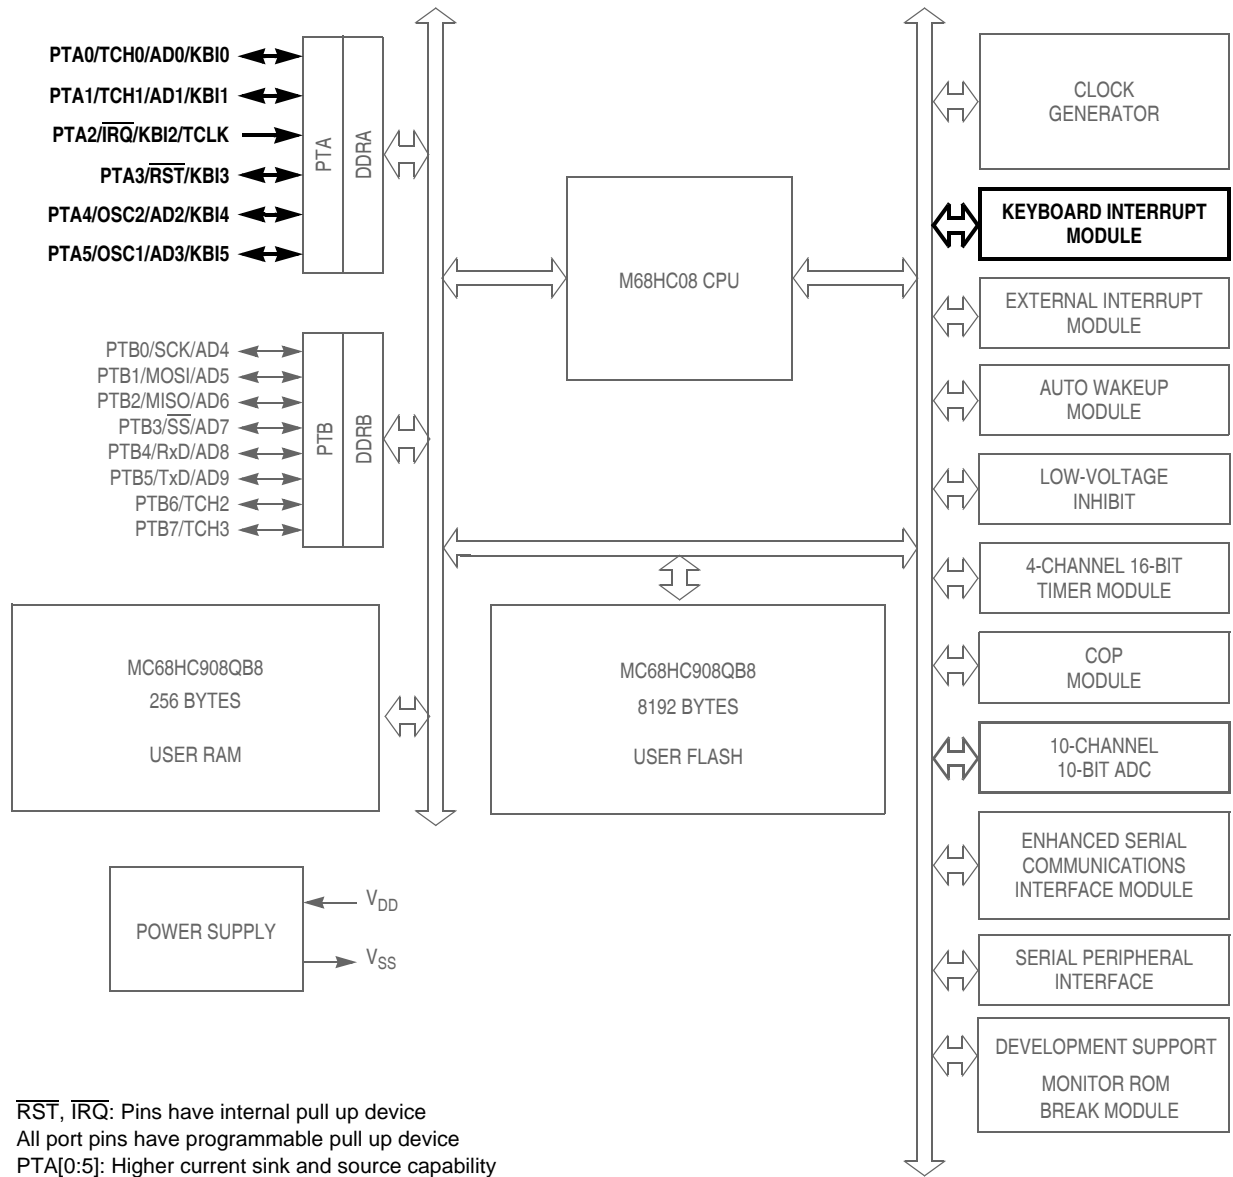 PTA0/TCH0/AD0/KBI0
PTA1/TCH1/AD1/KBI1
PTA2/IRQ/KBI2/TCLK
PTA3/RST/KBI3
PTA4/OSC2/AD2/KBI4
PTA5/OSC1/AD3/KBI5
PTA
DDRA
PTB0/SCK/AD4
PTB1/MOSI/AD5
PTB2/MISO/AD6
PTB3/SS/AD7
PTB4/RxD/AD8
PTB5/TxD/AD9
PTB6/TCH2
PTB7/TCH3
PTB
DDRB
M68HC08 CPU
MC68HC908QB8
256 BYTES
USER RAM
MC68HC908QB8
8192 BYTES
USER FLASH
POWER SUPPLY
VDD
VSS
CLOCK
GENERATOR
KEYBOARD INTERRUPT
MODULE
EXTERNAL INTERRUPT
MODULE
AUTO WAKEUP
MODULE
LOW-VOLTAGE
INHIBIT
4-CHANNEL 16-BIT
TIMER MODULE
COP
MODULE
10-CHANNEL
10-BIT ADC
ENHANCED SERIAL
COMMUNICATIONS
INTERFACE MODULE
SERIAL PERIPHERAL
INTERFACE
DEVELOPMENT SUPPORT
MONITOR ROM
BREAK MODULE
RST, IRQ: Pins have internal pull up device
All port pins have programmable pull up device
PTA[0:5]: Higher current sink and source capability